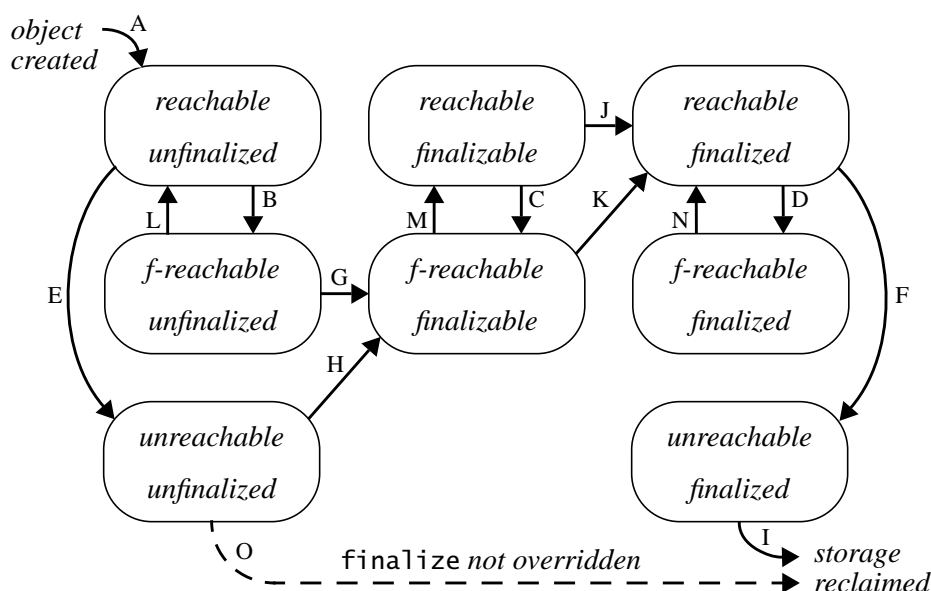 object
created
A
reachable
unfinalized
reachable
finalizable
J
reachable
finalized
L
B
M
C
K
N
D
E
f-reachable
unfinalized
G
f-reachable
finalizable
f-reachable
finalized
F
H
unreachable
unfinalized
unreachable
finalized
O
finalize not overridden
I
storage
reclaimed